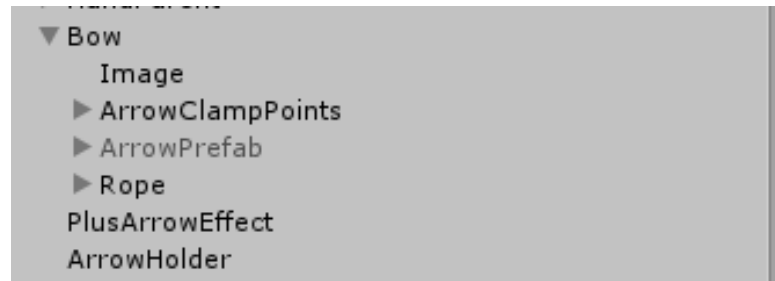 Bow
Image
ArrowClampPoints
ArrowPrefab
Rope
PlusArrowEffect
ArrowHolder